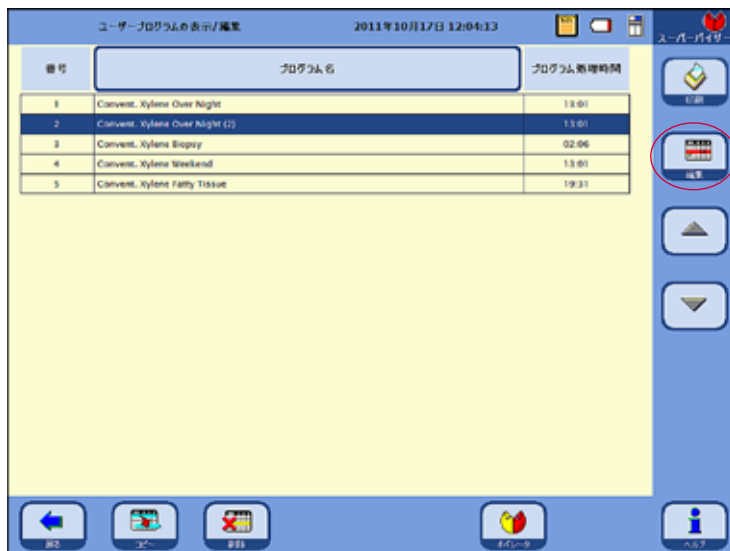 ユーザープログラムの表示/編集 2011年10月17日 12:04:13
スーパーバイザー
番号 プログラム名 プログラム処理時間
1 Convent. Xylene Over Night 13:01
2 Convent. Xylene Over Night (2) 13:01
3 Convent. Xylene Biopsy 02:06
4 Convent. Xylene Weekend 13:01
5 Convent. Xylene Fatty Tissue 19:31
印刷
編集
戻る コピー 削除 オペレータ ヘルプ